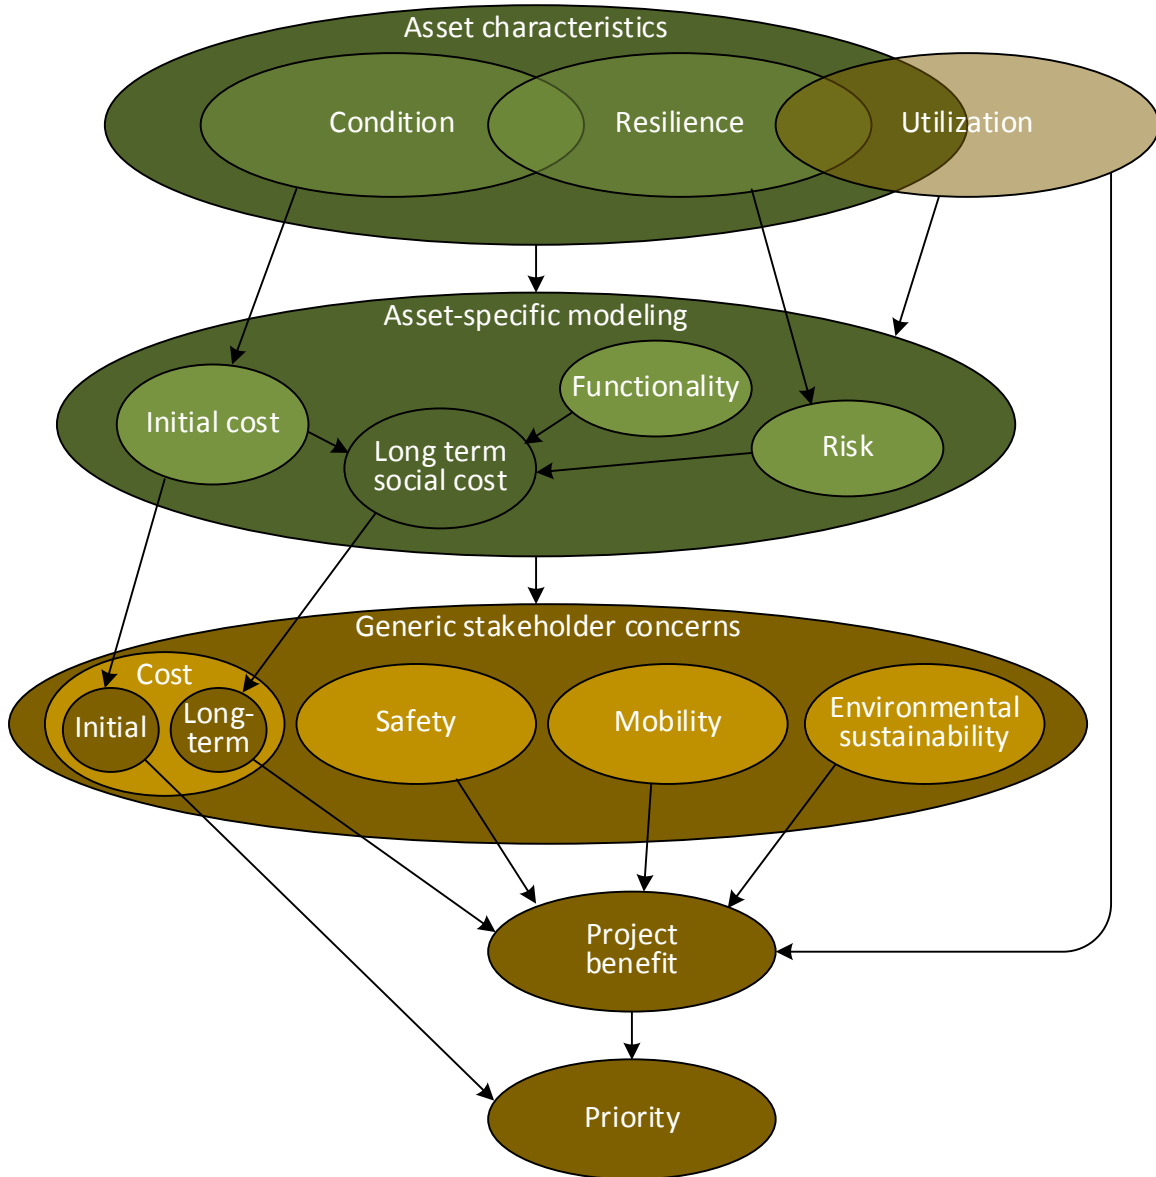 Asset characteristics
Condition
Resilience
Utilization
Asset-specific modeling
Initial cost
Functionality
Long term
social cost
Risk
Generic stakeholder concerns
Cost
Initial
Long-
term
Safety
Mobility
Environmental
sustainability
Project
benefit
Priority